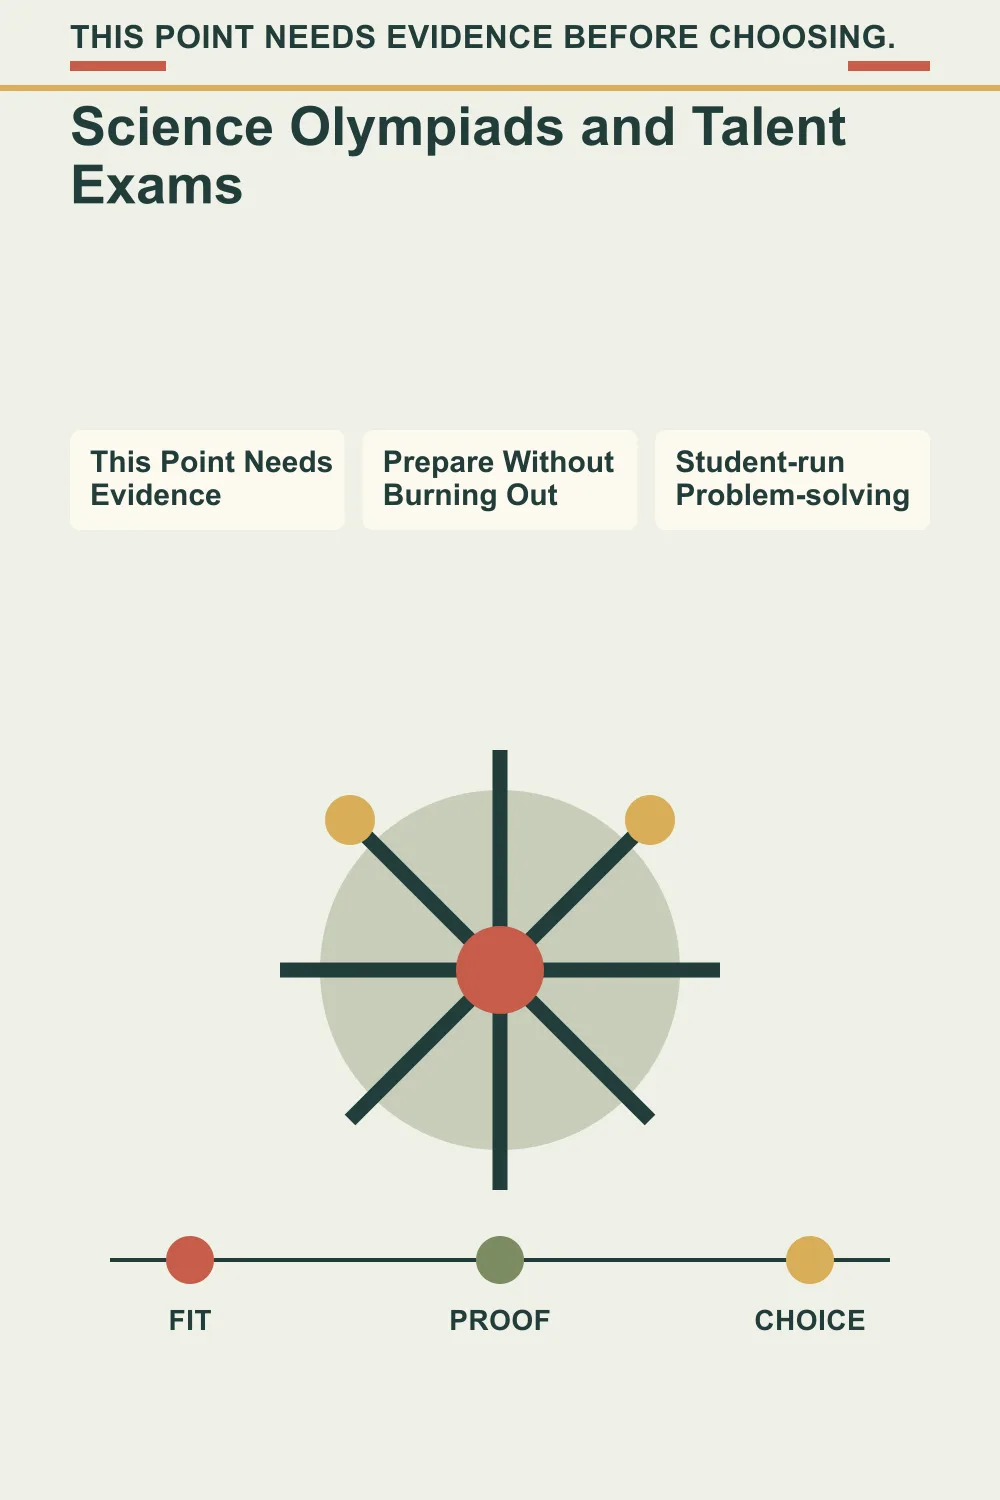 THIS POINT NEEDS EVIDENCE BEFORE CHOOSING.
Science Olympiads and Talent
Exams
This Point Needs
Evidence
Prepare Without
Burning Out
Student-run
Problem-solving
FIT
PROOF
CHOICE